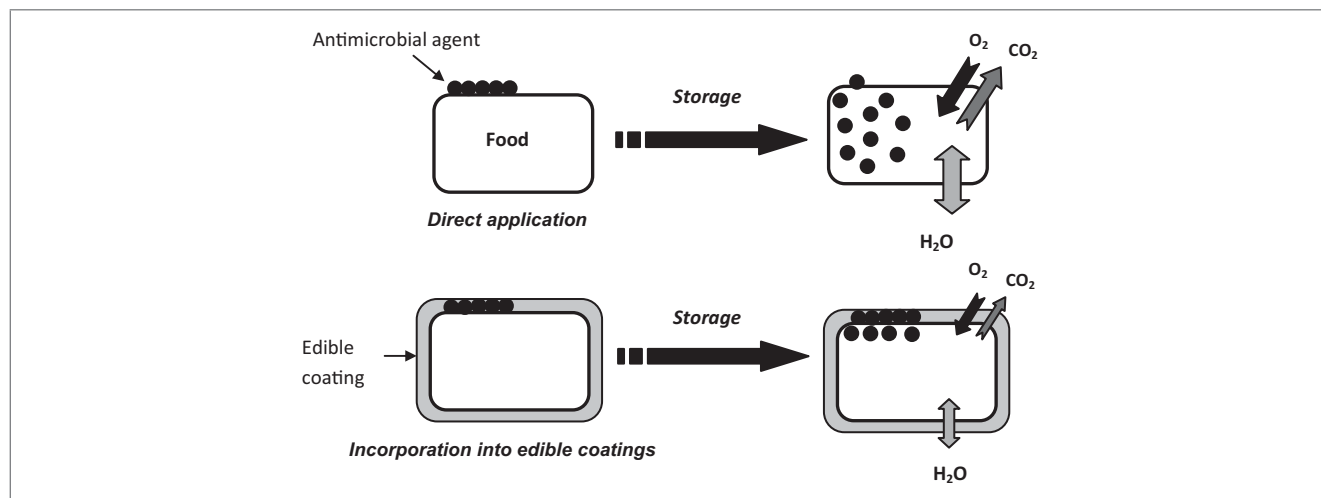 Antimicrobial agent
Food
Direct application
Storage
O₂
CO₂
H₂O
Edible
coating
Incorporation into edible coatings
Storage
O₂
CO₂
H₂O